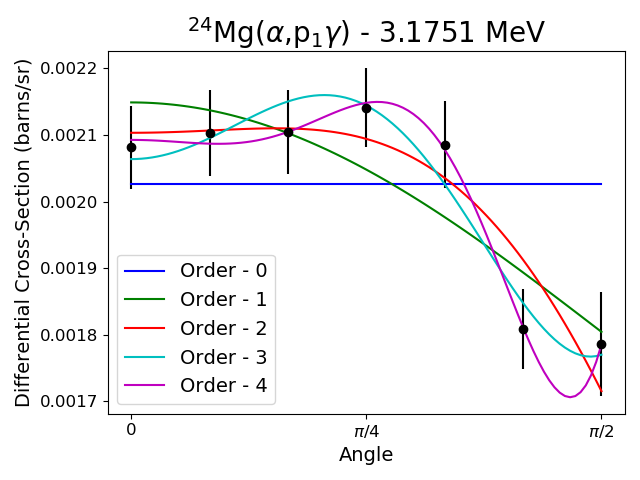 ²⁴Mg(α,p₁γ) - 3.1751 MeV
Differential Cross-Section (barns/sr)
0.0022
0.0021
0.0020
0.0019
0.0018
0.0017
Order - 0
Order - 1
Order - 2
Order - 3
Order - 4
0
π/4
π/2
Angle